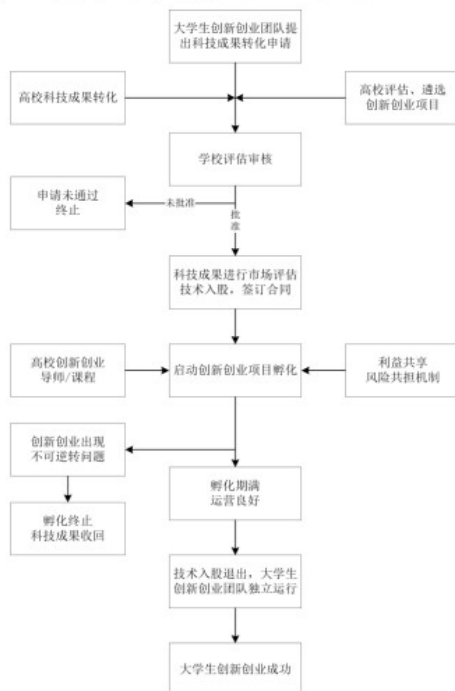 大学生创新创业团队提
出科技成果转化申请
高校科技成果转化
高校评估、遴选
创新创业项目
学校评估审核
申请未通过
终止
未批准
批
准
科技成果进行市场评估
技术入股，签订合同
高校创新创业
导师/课程
启动创新创业项目孵化
利益共享
风险共担机制
创新创业出现
不可逆转问题
孵化期满
运营良好
孵化终止
科技成果收回
技术入股退出，大学生
创新创业团队独立运行
大学生创新创业成功